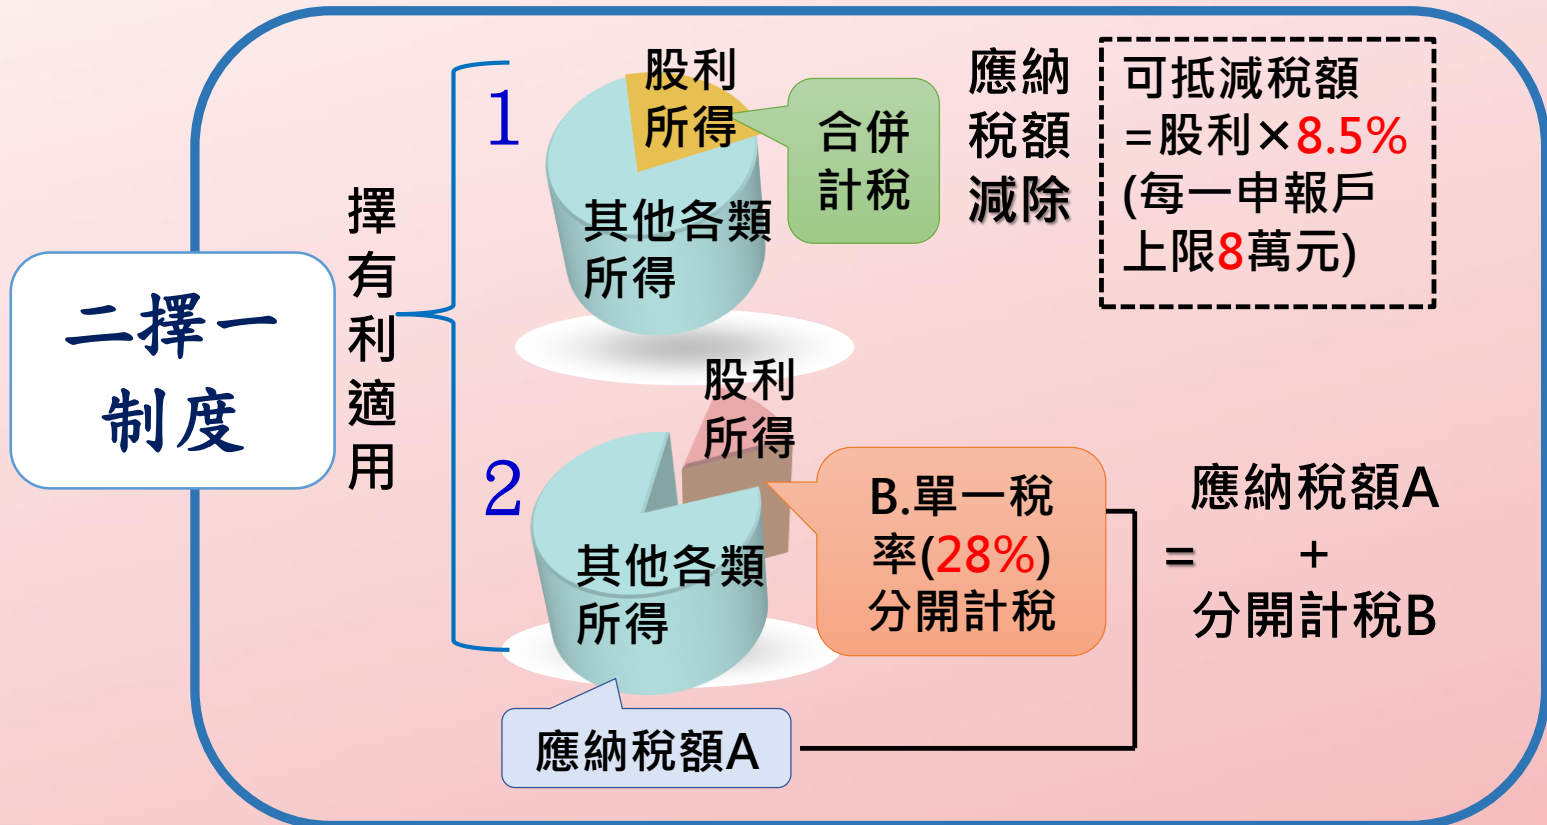 二擇一
制度
擇有利適用
1
股利
所得
其他各類
所得
合併
計稅
應納
稅額
減除
可抵減稅額
=股利×8.5%
(每一申報戶
上限8萬元)
2
股利
所得
其他各類
所得
B.單一稅
率(28%)
分開計稅
應納稅額A
應納稅額A
= +
分開計稅B